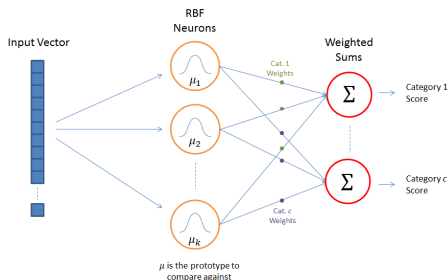 RBF
Neurons
Input Vector
Weighted
Sums
Cat. 1
Weights
μ1
Σ
Category 1
Score
μ2
Σ
Category c
Score
Cat. c
Weights
μk
μ is the prototype to
compare against